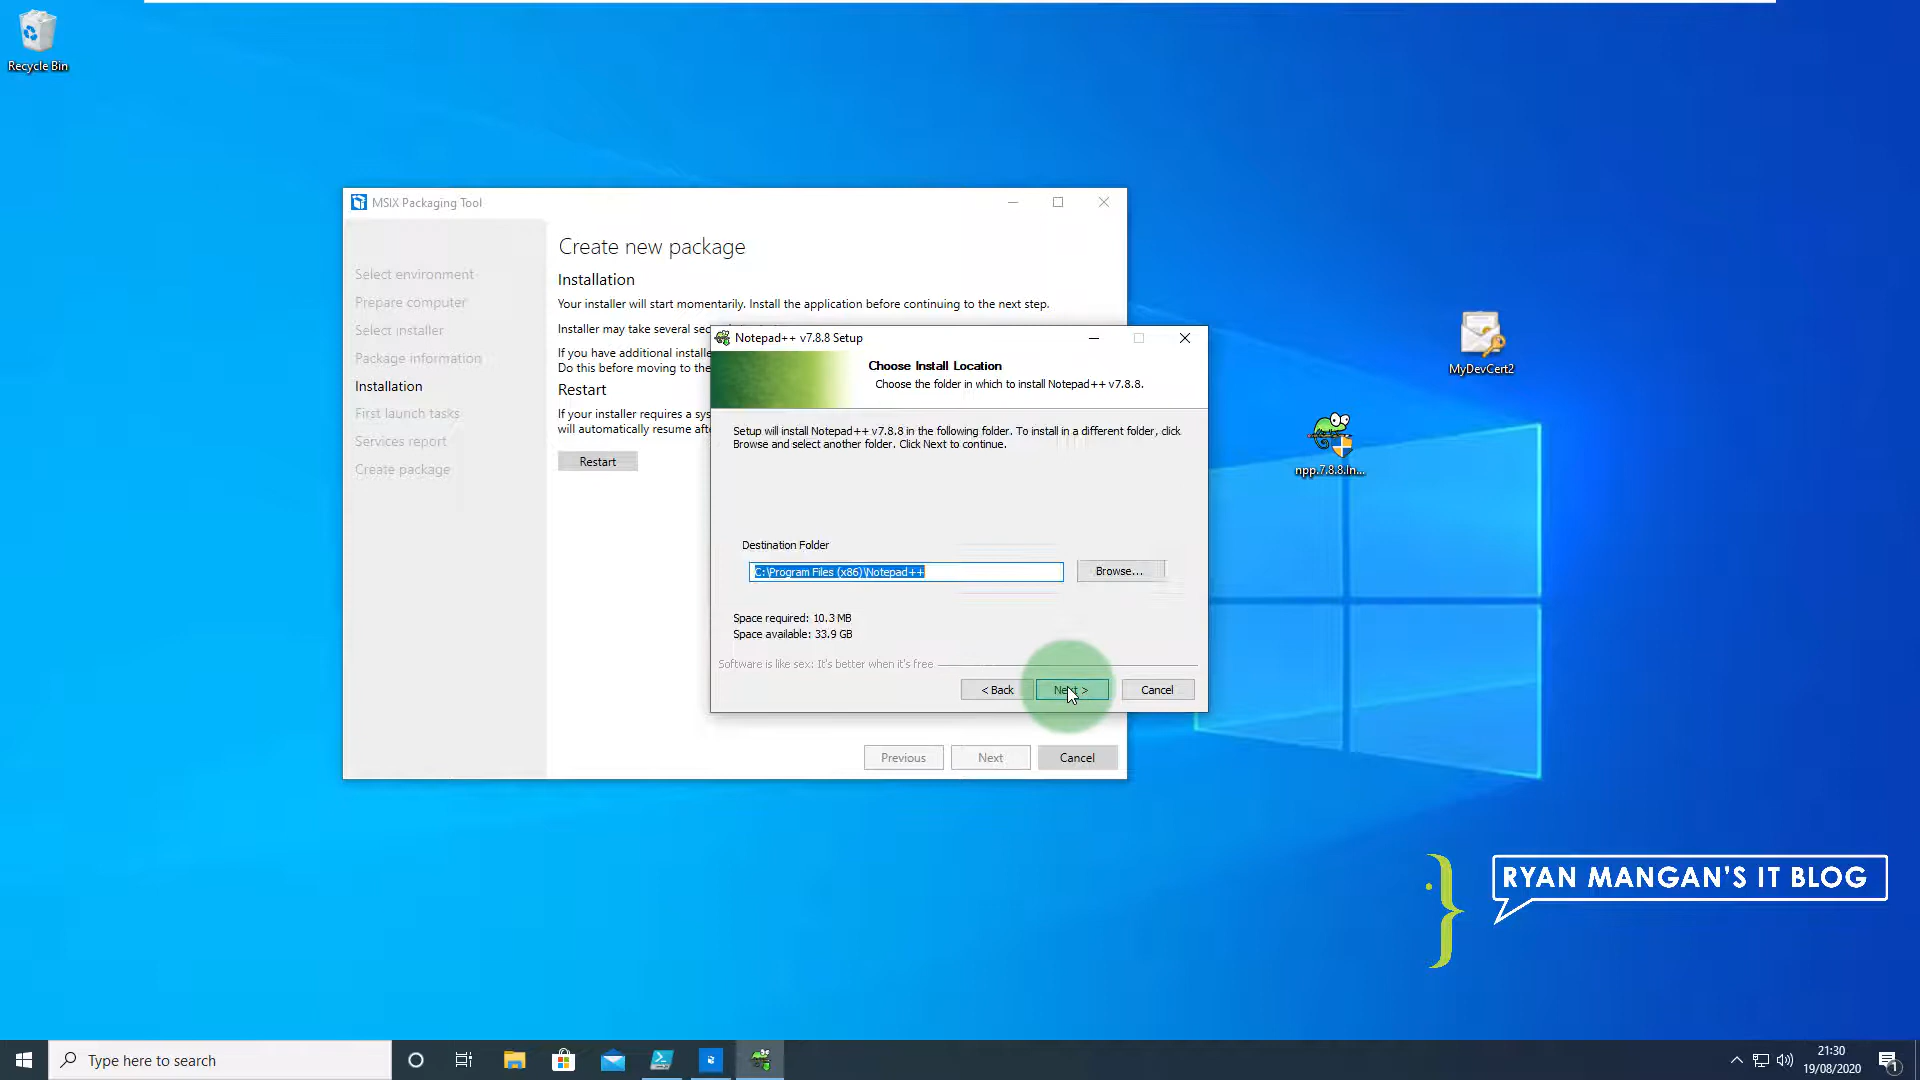 Recycle Bin
MSIX Packaging Tool
Select environment
Prepare computer
Select installer
Package information
Installation
First launch tasks
Services report
Create package
Create new package
Installation
Your installer will start momentarily. Install the application before continuing to the next step.
Installer may take several sec
If you have additional installe
Do this before moving to the
Restart
If your installer requires a sys
will automatically resume afte
Restart
Previous
Next
Cancel
Notepad++ v7.8.8 Setup
Choose Install Location
Choose the folder in which to install Notepad++ v7.8.8.
Setup will install Notepad++ v7.8.8 in the following folder. To install in a different folder, click
Browse and select another folder. Click Next to continue.
Destination Folder
C:\Program Files (x86)\Notepad++
Browse...
Space required: 10.3 MB
Space available: 33.9 GB
Software is like sex: It's better when it's free
< Back
Next >
Cancel
MyDevCert2
npp.7.8.8.In...
RYAN MANGAN'S IT BLOG
Type here to search
21:30
19/08/2020
1